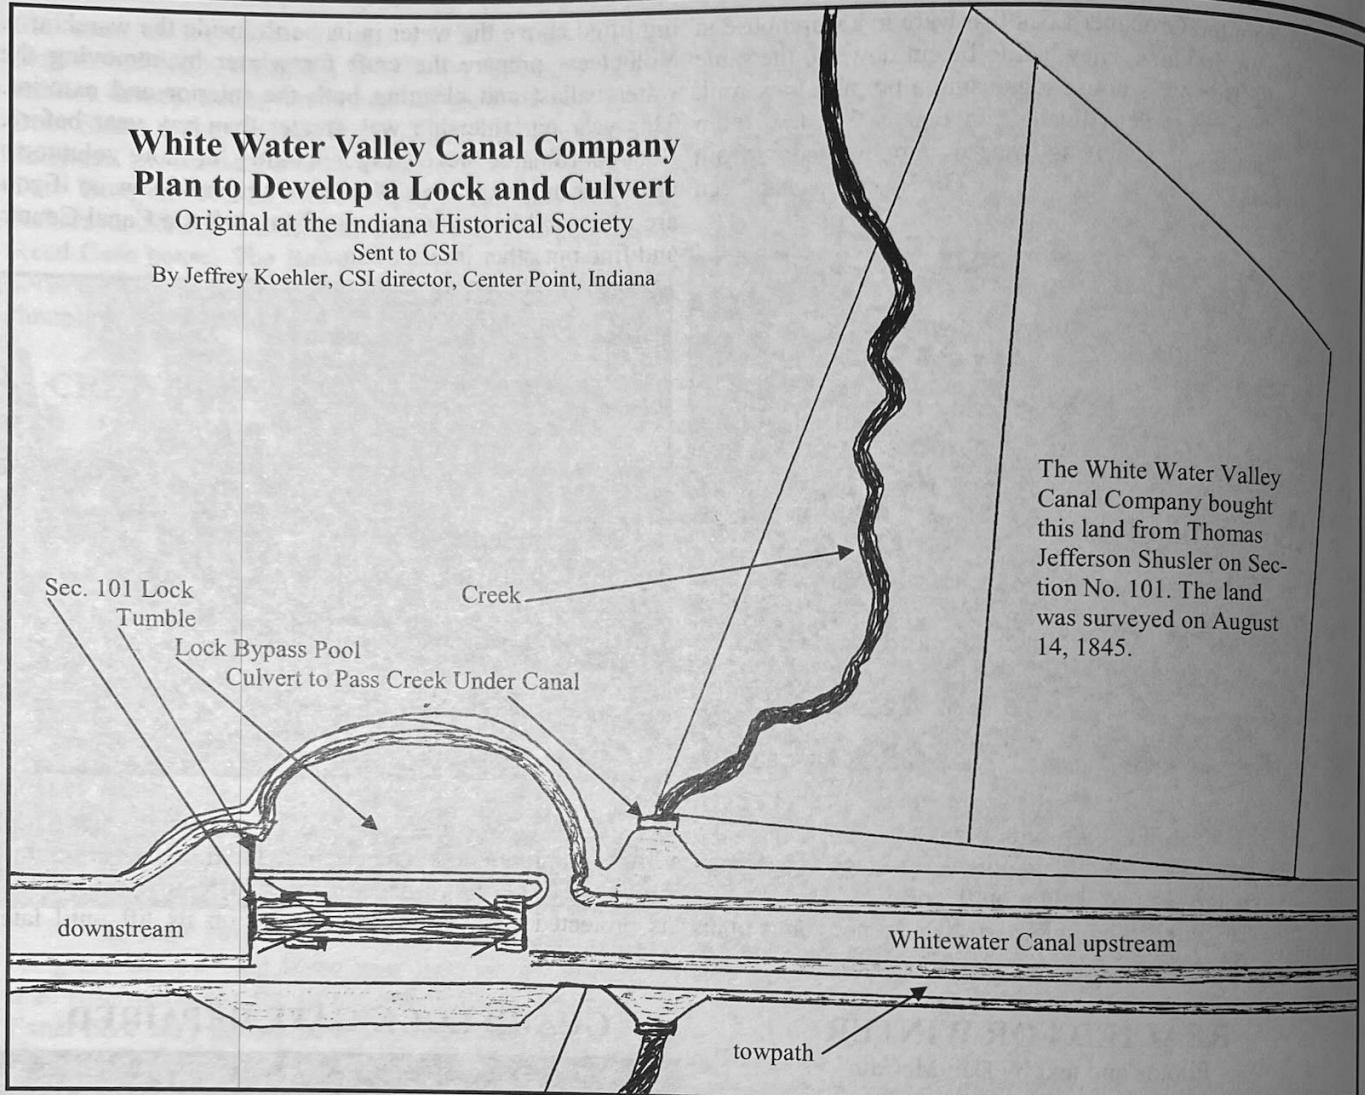 White Water Valley Canal Company
Plan to Develop a Lock and Culvert
Original at the Indiana Historical Society
Sent to CSI
By Jeffrey Koehler, CSI director, Center Point, Indiana
The White Water Valley
Canal Company bought
this land from Thomas
Jefferson Shusler on Sec-
tion No. 101. The land
was surveyed on August
14, 1845.
Creek
Sec. 101 Lock
Tumble
Lock Bypass Pool
Culvert to Pass Creek Under Canal
downstream
Whitewater Canal upstream
towpath